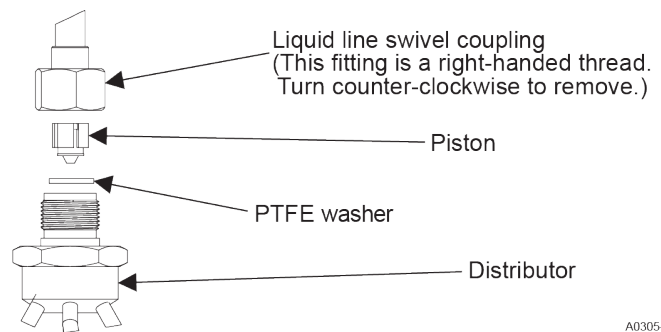 Liquid line swivel coupling
(This fitting is a right-handed thread.
Turn counter-clockwise to remove.)
Piston
PTFE washer
Distributor
A0305